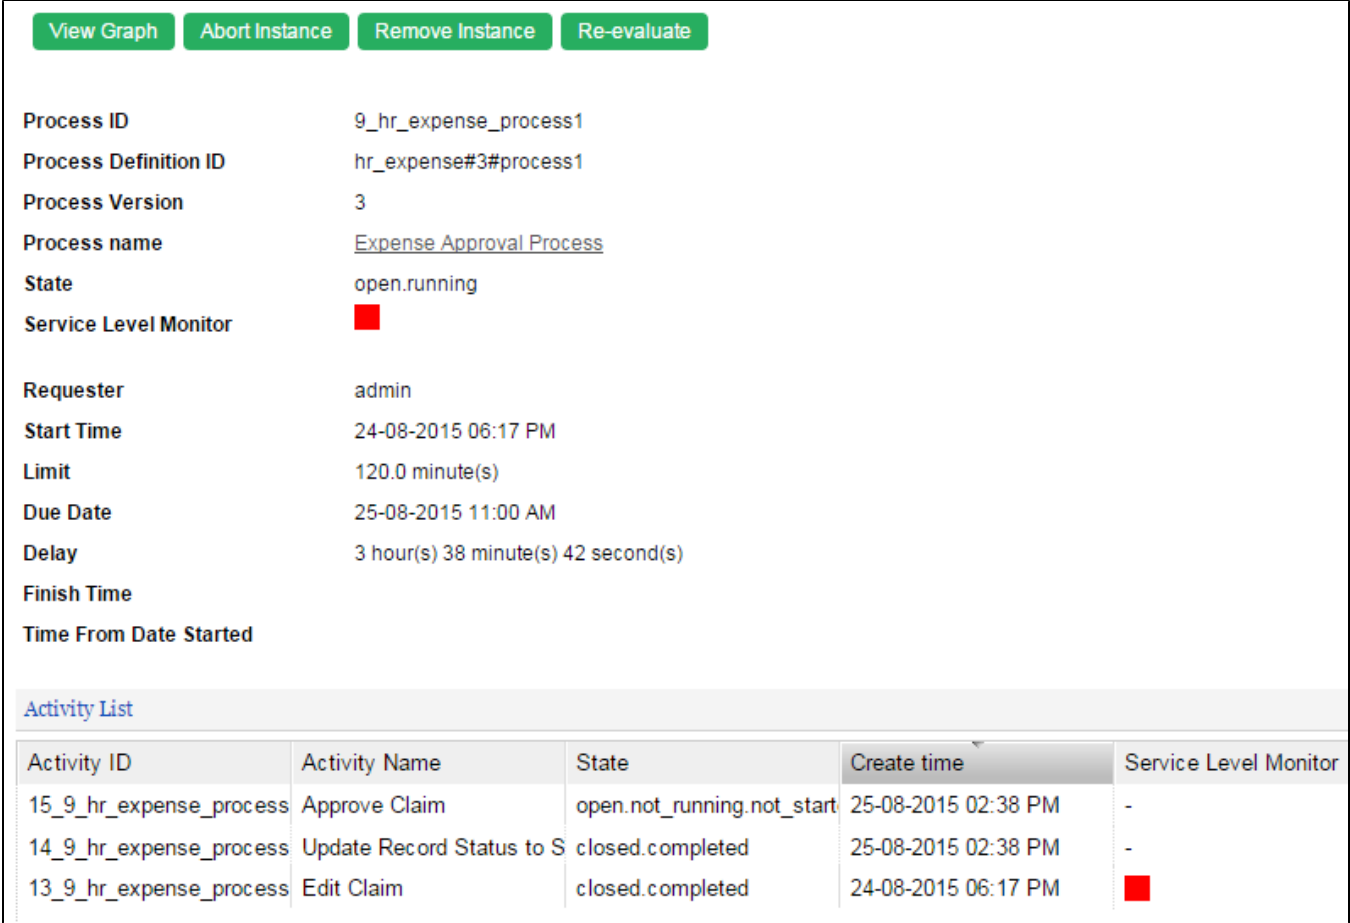 View Graph Abort Instance Remove Instance Re-evaluate
Process ID 9_hr_expense_process1
Process Definition ID hr_expense#3#process1
Process Version 3
Process name Expense Approval Process
State open.running
Service Level Monitor
Requester admin
Start Time 24-08-2015 06:17 PM
Limit 120.0 minute(s)
Due Date 25-08-2015 11:00 AM
Delay 3 hour(s) 38 minute(s) 42 second(s)
Finish Time
Time From Date Started
Activity List
Activity ID Activity Name State Create time Service Level Monitor
15_9_hr_expense_process Approve Claim open.not_running.not_start 25-08-2015 02:38 PM -
14_9_hr_expense_process Update Record Status to S closed.completed 25-08-2015 02:38 PM -
13_9_hr_expense_process Edit Claim closed.completed 24-08-2015 06:17 PM